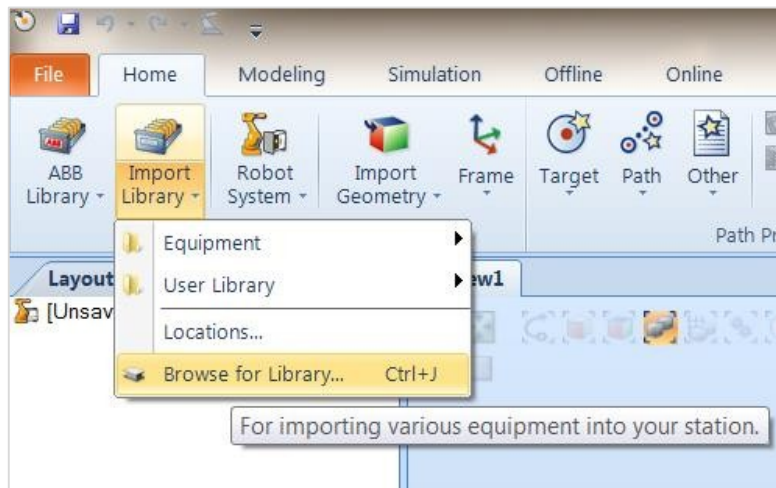 File Home Modeling Simulation Offline Online
ABB Import Robot Import Frame Target Path Other
Library Library System Geometry
Path Pr
Equipment
Layout User Library ew1
[Unsav
Locations...
Browse for Library... Ctrl+J
For importing various equipment into your station.